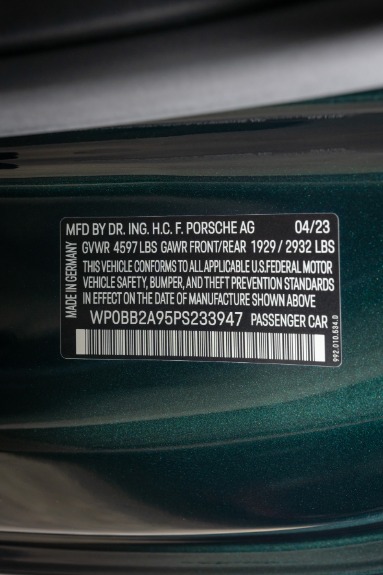 MFD BY DR. ING. H.C. F. PORSCHE AG 04/23
GVWR 4597 LBS GAWR FRONT/REAR 1929 / 2932 LBS
THIS VEHICLE CONFORMS TO ALL APPLICABLE U.S.FEDERAL MOTOR
VEHICLE SAFETY, BUMPER, AND THEFT PREVENTION STANDARDS
IN EFFECT ON THE DATE OF MANUFACTURE SHOWN ABOVE
WP0BB2A95PS233947 PASSENGER CAR
MADE IN GERMANY
992.010.684.0